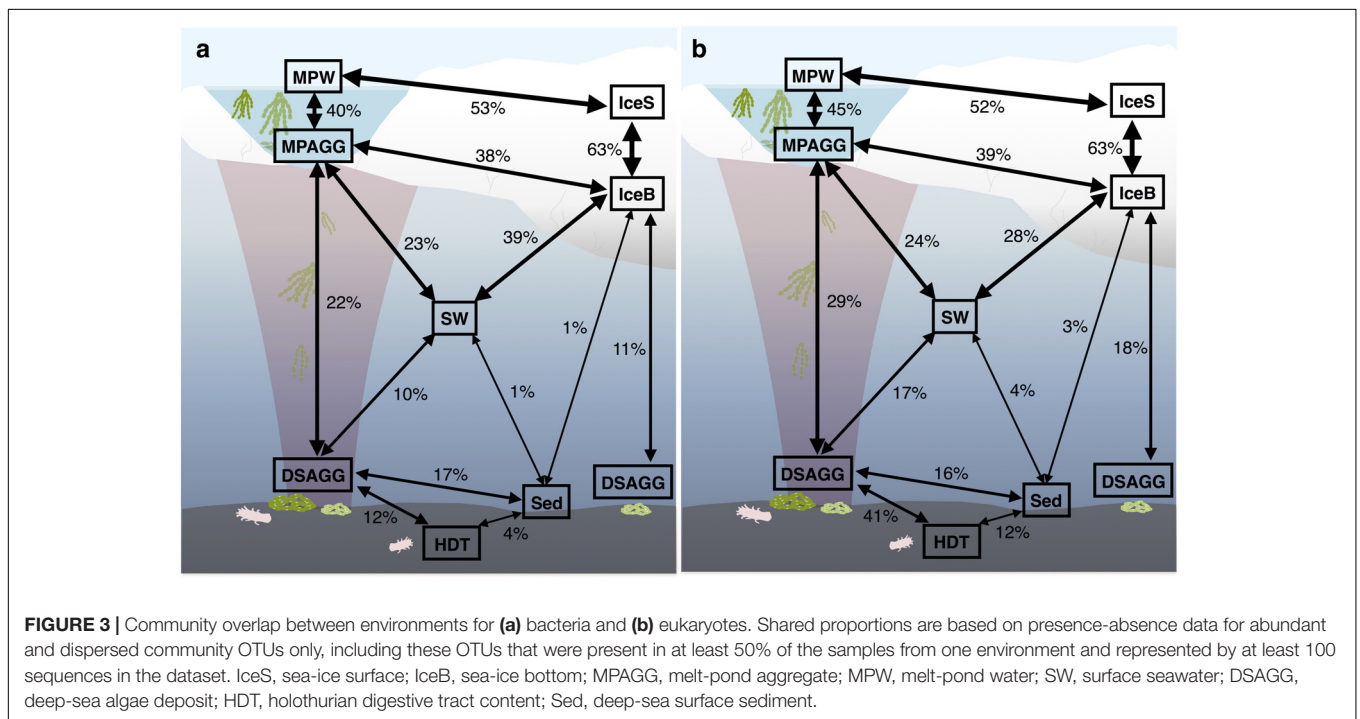 a
MPW
40%
53%
IceS
MPAGG
38%
63%
IceB
23%
39%
22%
SW
1%
11%
10%
1%
DSAGG
17%
Sed
DSAGG
12%
4%
HDT
b
MPW
45%
52%
IceS
MPAGG
39%
63%
IceB
24%
28%
29%
SW
3%
18%
17%
4%
DSAGG
16%
Sed
DSAGG
41%
12%
HDT
FIGURE 3 | Community overlap between environments for (a) bacteria and (b) eukaryotes. Shared proportions are based on presence-absence data for abundant
and dispersed community OTUs only, including these OTUs that were present in at least 50% of the samples from one environment and represented by at least 100
sequences in the dataset. IceS, sea-ice surface; IceB, sea-ice bottom; MPAGG, melt-pond aggregate; MPW, melt-pond water; SW, surface seawater; DSAGG,
deep-sea algae deposit; HDT, holothurian digestive tract content; Sed, deep-sea surface sediment.